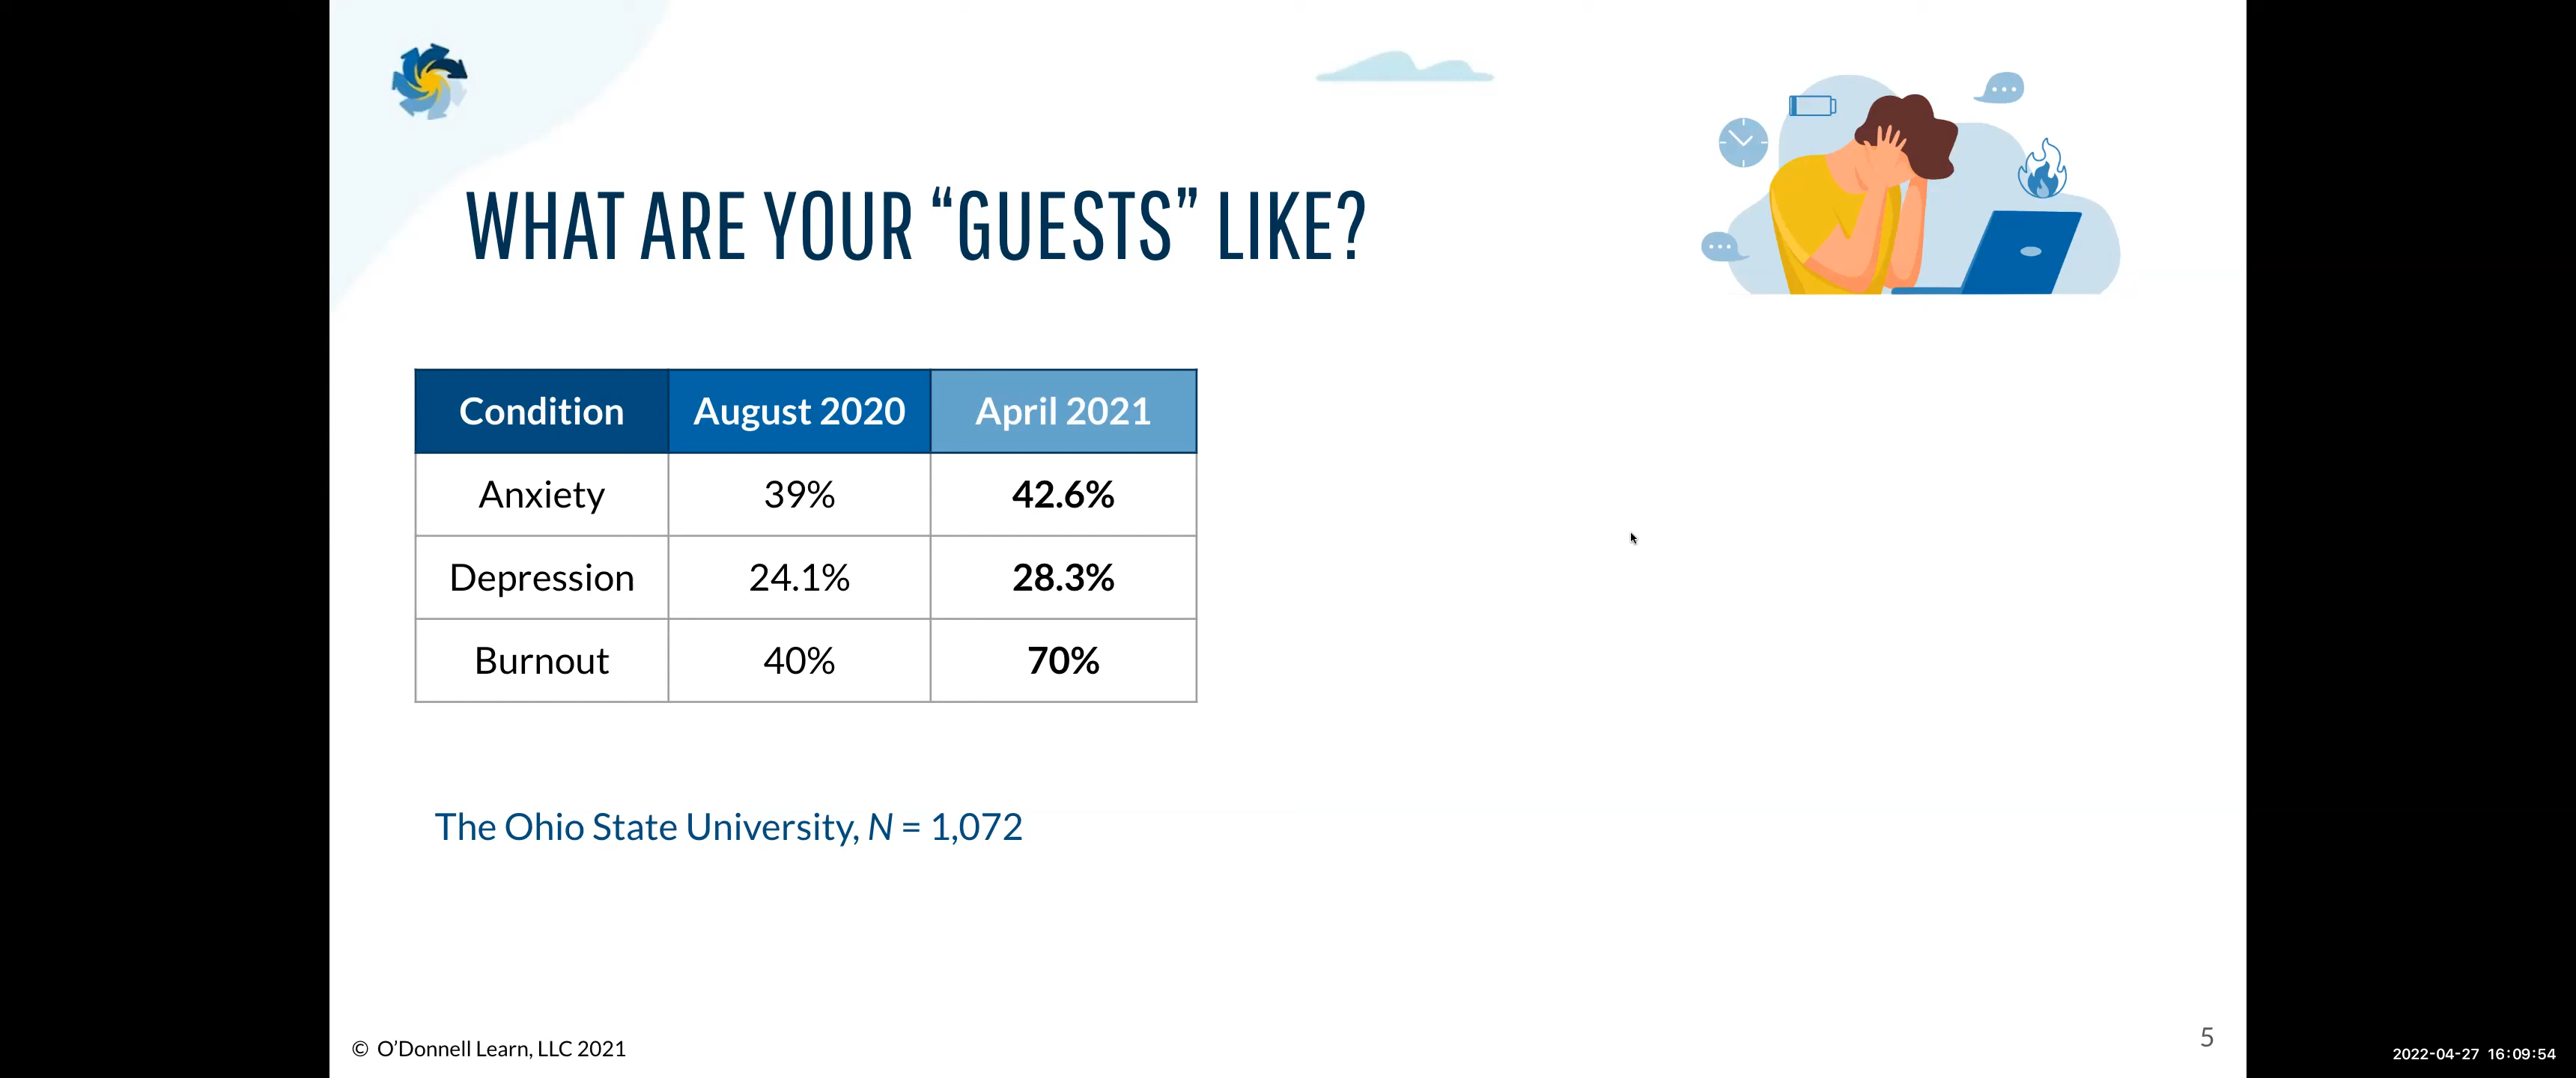 WHAT ARE YOUR “GUESTS” LIKE?
Condition August 2020 April 2021
Anxiety 39% 42.6%
Depression 24.1% 28.3%
Burnout 40% 70%
The Ohio State University, N = 1,072
© O’Donnell Learn, LLC 2021
5
2022-04-27 16:09:54